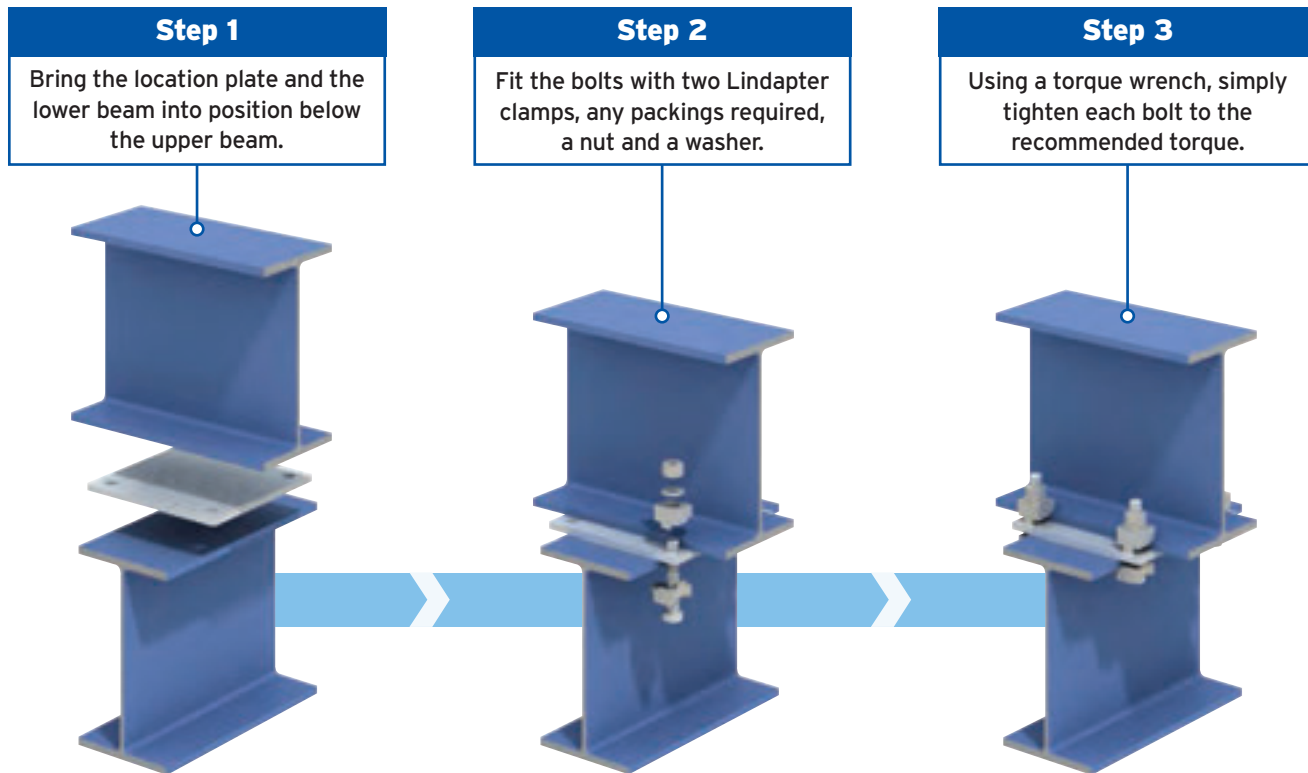 Step 1
Bring the location plate and the
lower beam into position below
the upper beam.
Step 2
Fit the bolts with two Lindapter
clamps, any packings required,
a nut and a washer.
Step 3
Using a torque wrench, simply
tighten each bolt to the
recommended torque.